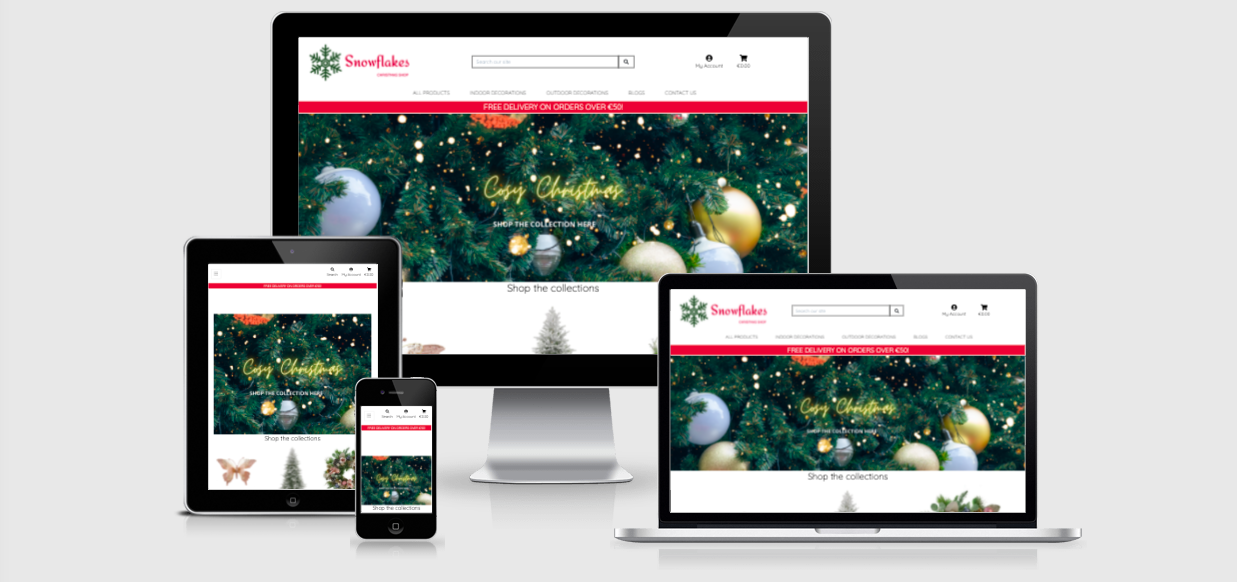 Snowflakes
CHRISTMAS SHOP
Search our site
My Account
€0.00
ALL PRODUCTS INDOOR DECORATIONS OUTDOOR DECORATIONS BLOGS CONTACT US
FREE DELIVERY ON ORDERS OVER €50!
Cosy Christmas
SHOP THE COLLECTION HERE
Shop the collections
Search My Account €0.00
FREE DELIVERY ON ORDERS OVER €50!
Cosy Christmas
SHOP THE COLLECTION HERE
Shop the collections
Search My Account €0.00
FREE DELIVERY ON ORDERS OVER €50!
Cosy Christmas
Shop the collections
Snowflakes
CHRISTMAS SHOP
Search our site
My Account
€0.00
ALL PRODUCTS INDOOR DECORATIONS OUTDOOR DECORATIONS BLOGS CONTACT US
FREE DELIVERY ON ORDERS OVER €50!
Cosy Christmas
SHOP THE COLLECTION HERE
Shop the collections